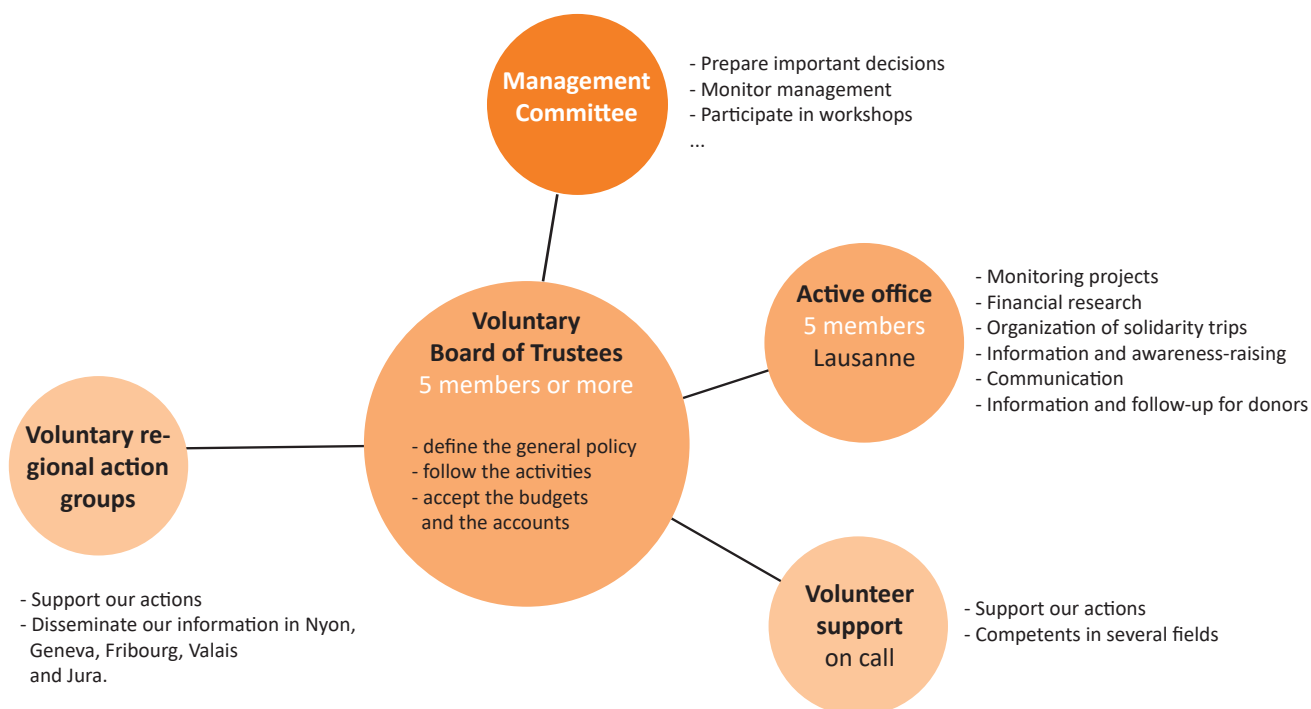 Management
Committee
- Prepare important decisions
- Monitor management
- Participate in workshops
...
Voluntary
Board of Trustees
5 members or more
- define the general policy
- follow the activities
- accept the budgets
and the accounts
Active office
5 members
Lausanne
- Monitoring projects
- Financial research
- Organization of solidarity trips
- Information and awareness-raising
- Communication
- Information and follow-up for donors
Voluntary re-
gional action
groups
- Support our actions
- Disseminate our information in Nyon,
Geneva, Fribourg, Valais
and Jura.
Volunteer
support
on call
- Support our actions
- Competents in several fields